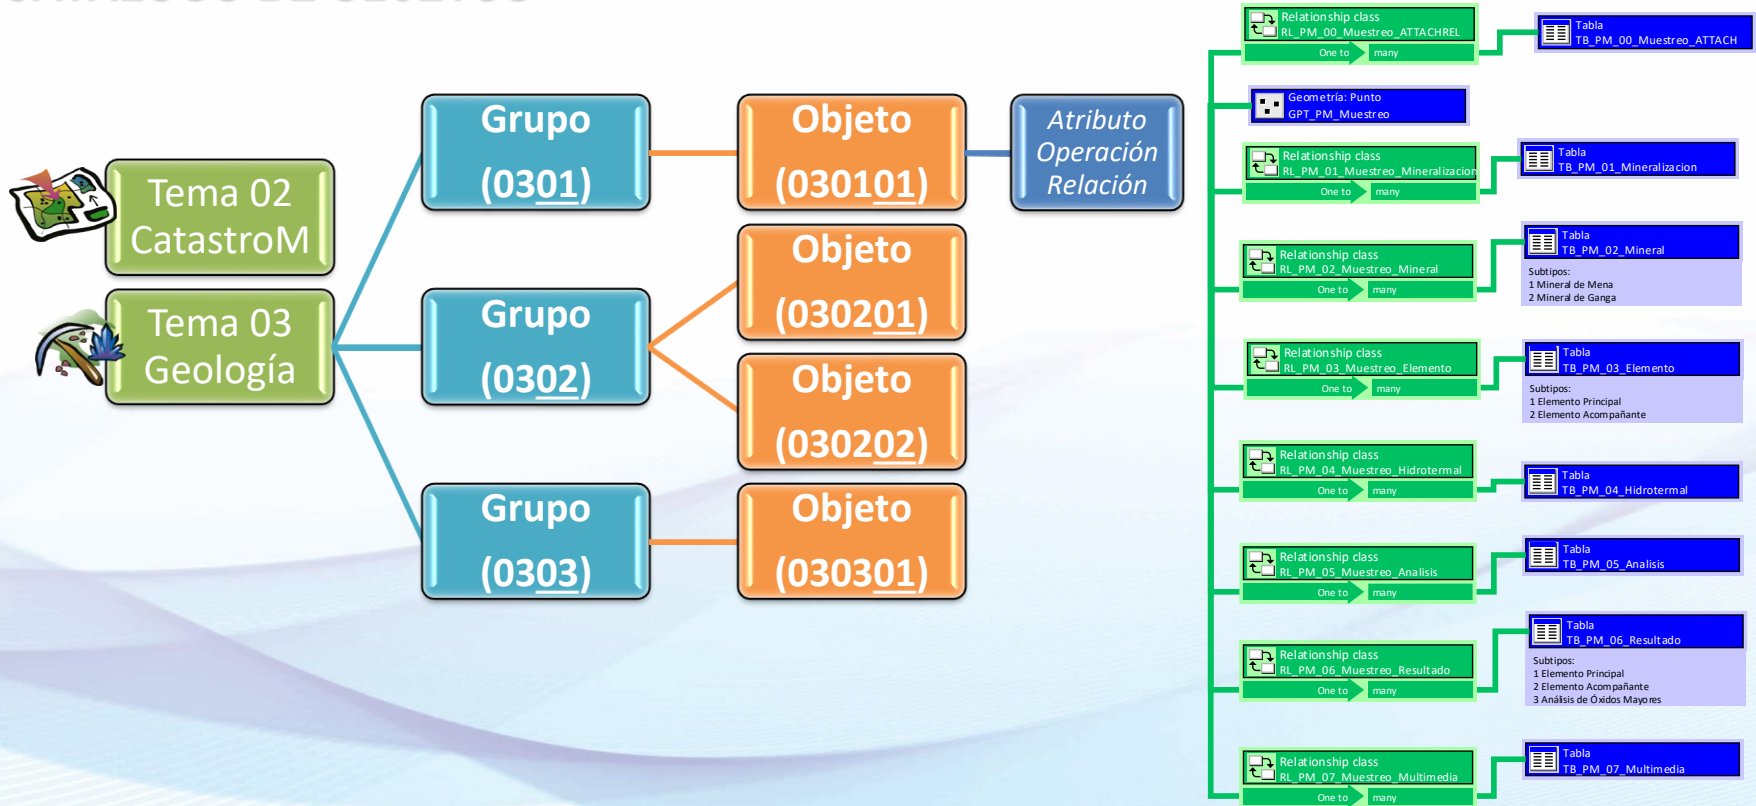 CATÁLOGO DE OBJETOS
Tema 02
CatastroM
Tema 03
Geología
Grupo
(0301)
Grupo
(0302)
Grupo
(0303)
Objeto
(030101)
Objeto
(030201)
Objeto
(030202)
Objeto
(030301)
Atributo
Operación
Relación
Relationship class
RL_PM_00_Muestreo_ATTACHREL
One to many
Tabla
TB_PM_00_Muestreo_ATTACH
Geometría: Punto
GPT_PM_Muestreo
Relationship class
RL_PM_01_Muestreo_Mineralizacion
One to many
Tabla
TB_PM_01_Mineralizacion
Relationship class
RL_PM_02_Muestreo_Mineral
One to many
Tabla
TB_PM_02_Mineral
Subtipos:
1 Mineral de Mena
2 Mineral de Ganga
Relationship class
RL_PM_03_Muestreo_Elemento
One to many
Tabla
TB_PM_03_Elemento
Subtipos:
1 Elemento Principal
2 Elemento Acompañante
Relationship class
RL_PM_04_Muestreo_Hidrotermal
One to many
Tabla
TB_PM_04_Hidrotermal
Relationship class
RL_PM_05_Muestreo_Analisis
One to many
Tabla
TB_PM_05_Analisis
Relationship class
RL_PM_06_Muestreo_Resultado
One to many
Tabla
TB_PM_06_Resultado
Subtipos:
1 Elemento Principal
2 Elemento Acompañante
3 Análisis de Óxidos Mayores
Relationship class
RL_PM_07_Muestreo_Multimedia
One to many
Tabla
TB_PM_07_Multimedia